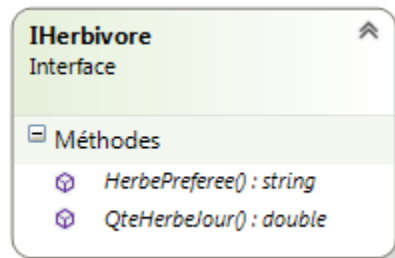 IHerbivore
Interface
Méthodes
HerbePreferee() : string
QteHerbeJour() : double